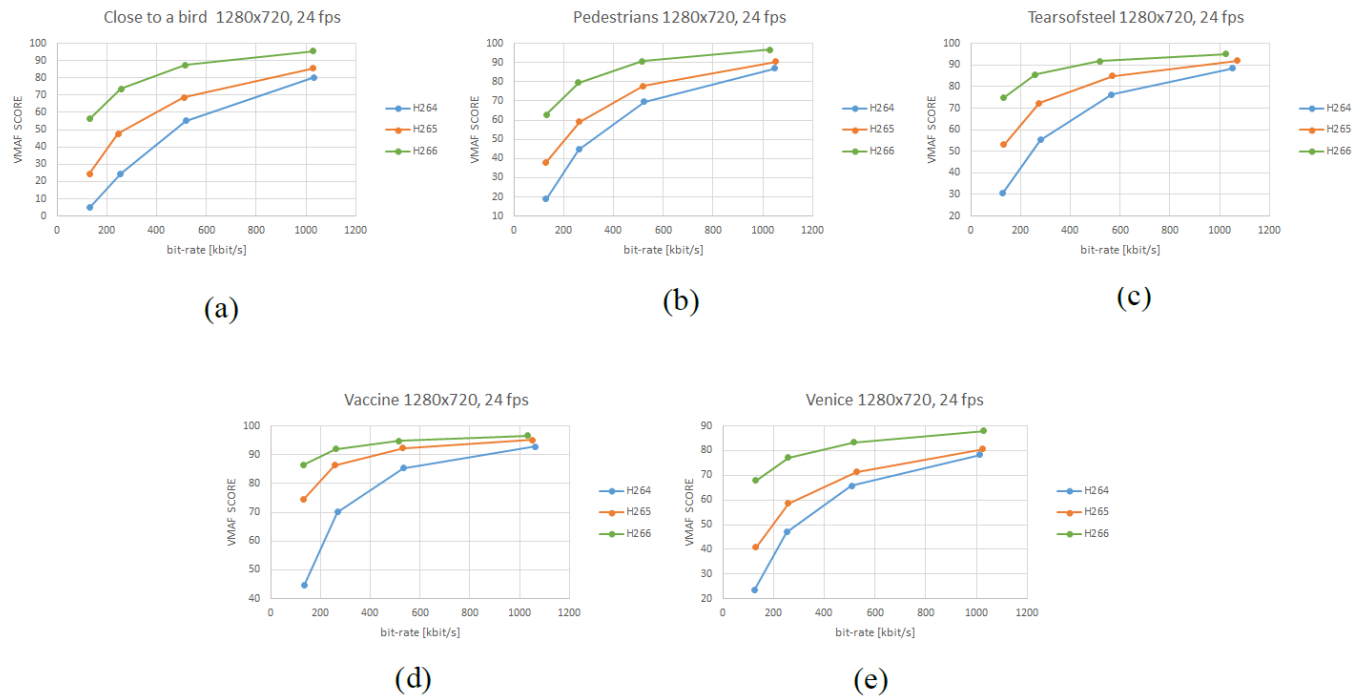 Close to a bird 1280x720, 24 fps
100
90
80
70
60
50
40
30
20
10
0
VMAF SCORE
0 200 400 600 800 1000 1200
bit-rate [kbit/s]
H264
H265
H266
(a)
Pedestrians 1280x720, 24 fps
100
90
80
70
60
50
40
30
20
10
VMAF SCORE
0 200 400 600 800 1000 1200
bit-rate [kbit/s]
H264
H265
H266
(b)
Tearsofsteel 1280x720, 24 fps
100
90
80
70
60
50
40
30
20
VMAF SCORE
0 200 400 600 800 1000 1200
bit-rate [kbit/s]
H264
H265
H266
(c)
Vaccine 1280x720, 24 fps
100
90
80
70
60
50
40
VMAF SCORE
0 200 400 600 800 1000 1200
bit-rate [kbit/s]
H264
H265
H266
(d)
Venice 1280x720, 24 fps
90
80
70
60
50
40
30
20
VMAF SCORE
0 200 400 600 800 1000 1200
bit-rate [kbit/s]
H264
H265
H266
(e)